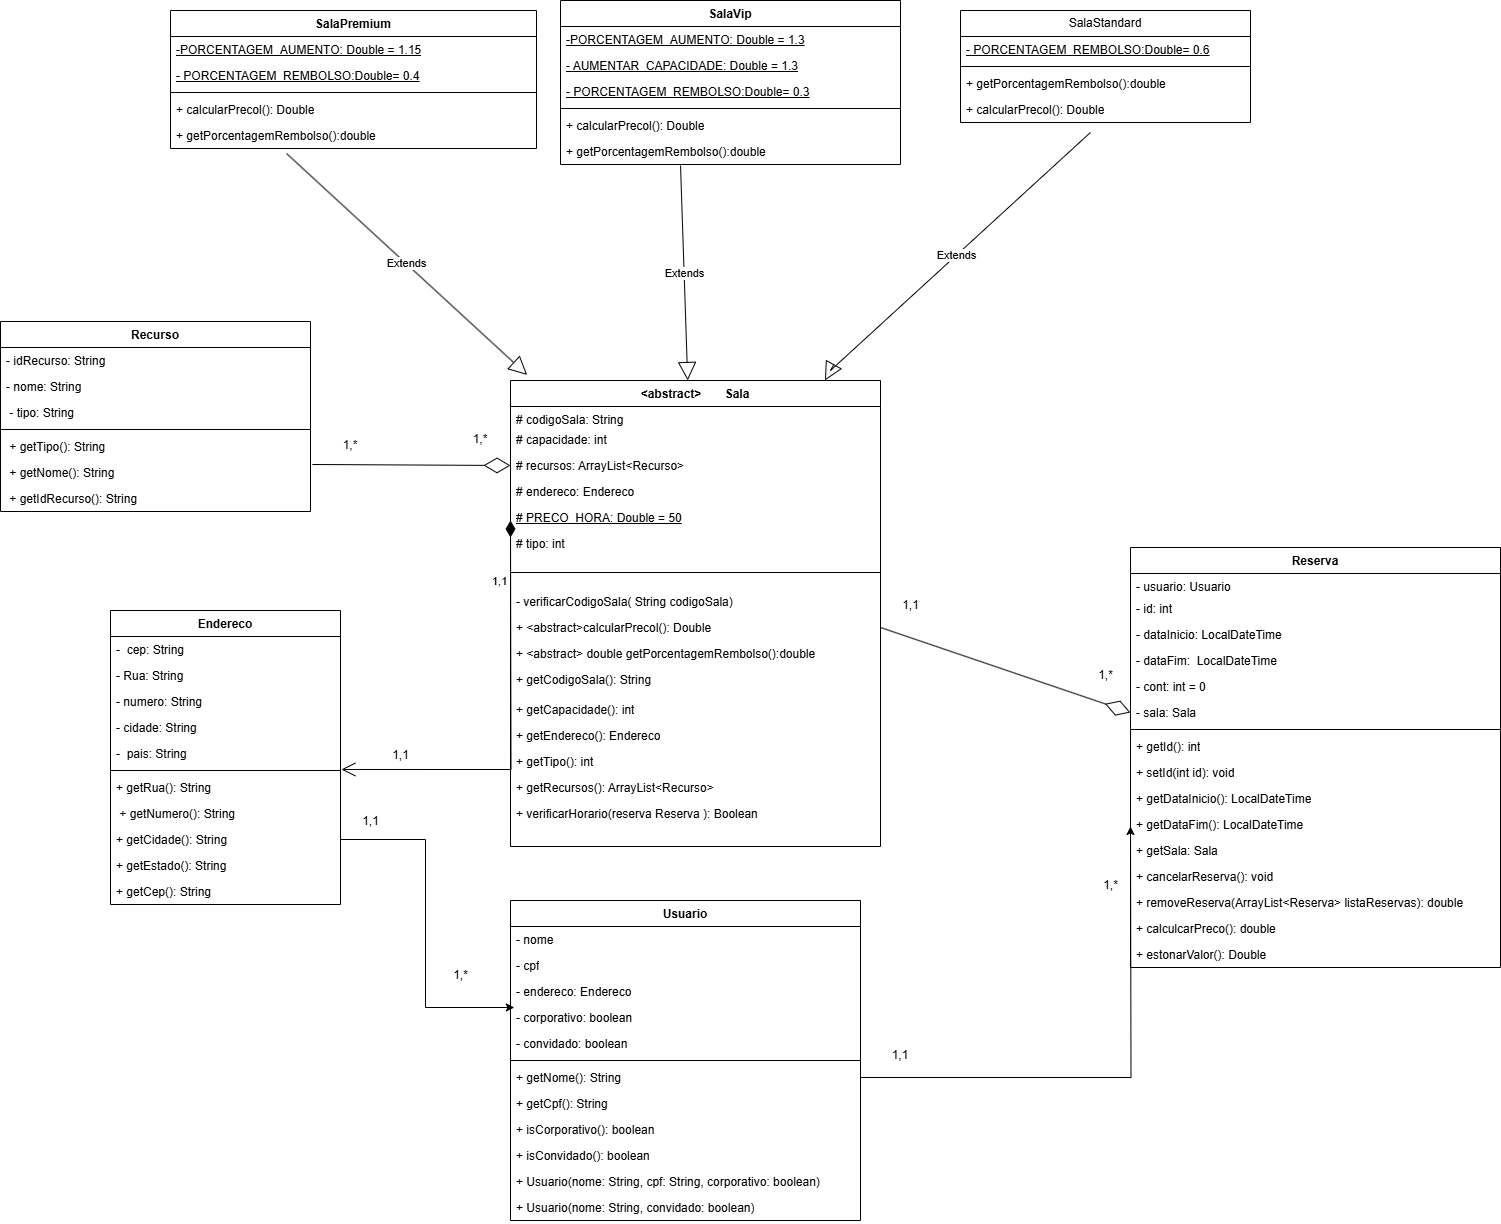 SalaPremium
-PORCENTAGEM_AUMENTO: Double = 1.15
- PORCENTAGEM_REMBOLSO:Double= 0.4
+ calcularPrecol(): Double
+ getPorcentagemRembolso():double
SalaVip
-PORCENTAGEM_AUMENTO: Double = 1.3
- AUMENTAR_CAPACIDADE: Double = 1.3
- PORCENTAGEM_REMBOLSO:Double= 0.3
+ calcularPrecol(): Double
+ getPorcentagemRembolso():double
SalaStandard
- PORCENTAGEM_REMBOLSO:Double= 0.6
+ getPorcentagemRembolso():double
+ calcularPrecol(): Double
Extends
Extends
Extends
Recurso
- idRecurso: String
- nome: String
- tipo: String
+ getTipo(): String
+ getNome(): String
+ getIdRecurso(): String
1,*
1,*
<abstract> Sala
# codigoSala: String
# capacidade: int
# recursos: ArrayList<Recurso>
# endereco: Endereco
# PRECO_HORA: Double = 50
# tipo: int
- verificarCodigoSala( String codigoSala)
+ <abstract>calcularPrecol(): Double
+ <abstract> double getPorcentagemRembolso():double
+ getCodigoSala(): String
+ getCapacidade(): int
+ getEndereco(): Endereco
+ getTipo(): int
+ getRecursos(): ArrayList<Recurso>
+ verificarHorario(reserva Reserva ): Boolean
1,1
1,1
1,1
1,*
Endereco
- cep: String
- Rua: String
- numero: String
- cidade: String
- pais: String
+ getRua(): String
+ getNumero(): String
+ getCidade(): String
+ getEstado(): String
+ getCep(): String
1,1
1,*
Reserva
- usuario: Usuario
- id: int
- dataInicio: LocalDateTime
- dataFim: LocalDateTime
- cont: int = 0
- sala: Sala
+ getId(): int
+ setId(int id): void
+ getDataInicio(): LocalDateTime
+ getDataFim(): LocalDateTime
+ getSala: Sala
+ cancelarReserva(): void
+ removeReserva(ArrayList<Reserva> listaReservas): double
+ calculcarPreco(): double
+ estonarValor(): Double
1,*
1,1
Usuario
- nome
- cpf
- endereco: Endereco
- corporativo: boolean
- convidado: boolean
+ getNome(): String
+ getCpf(): String
+ isCorporativo(): boolean
+ isConvidado(): boolean
+ Usuario(nome: String, cpf: String, corporativo: boolean)
+ Usuario(nome: String, convidado: boolean)